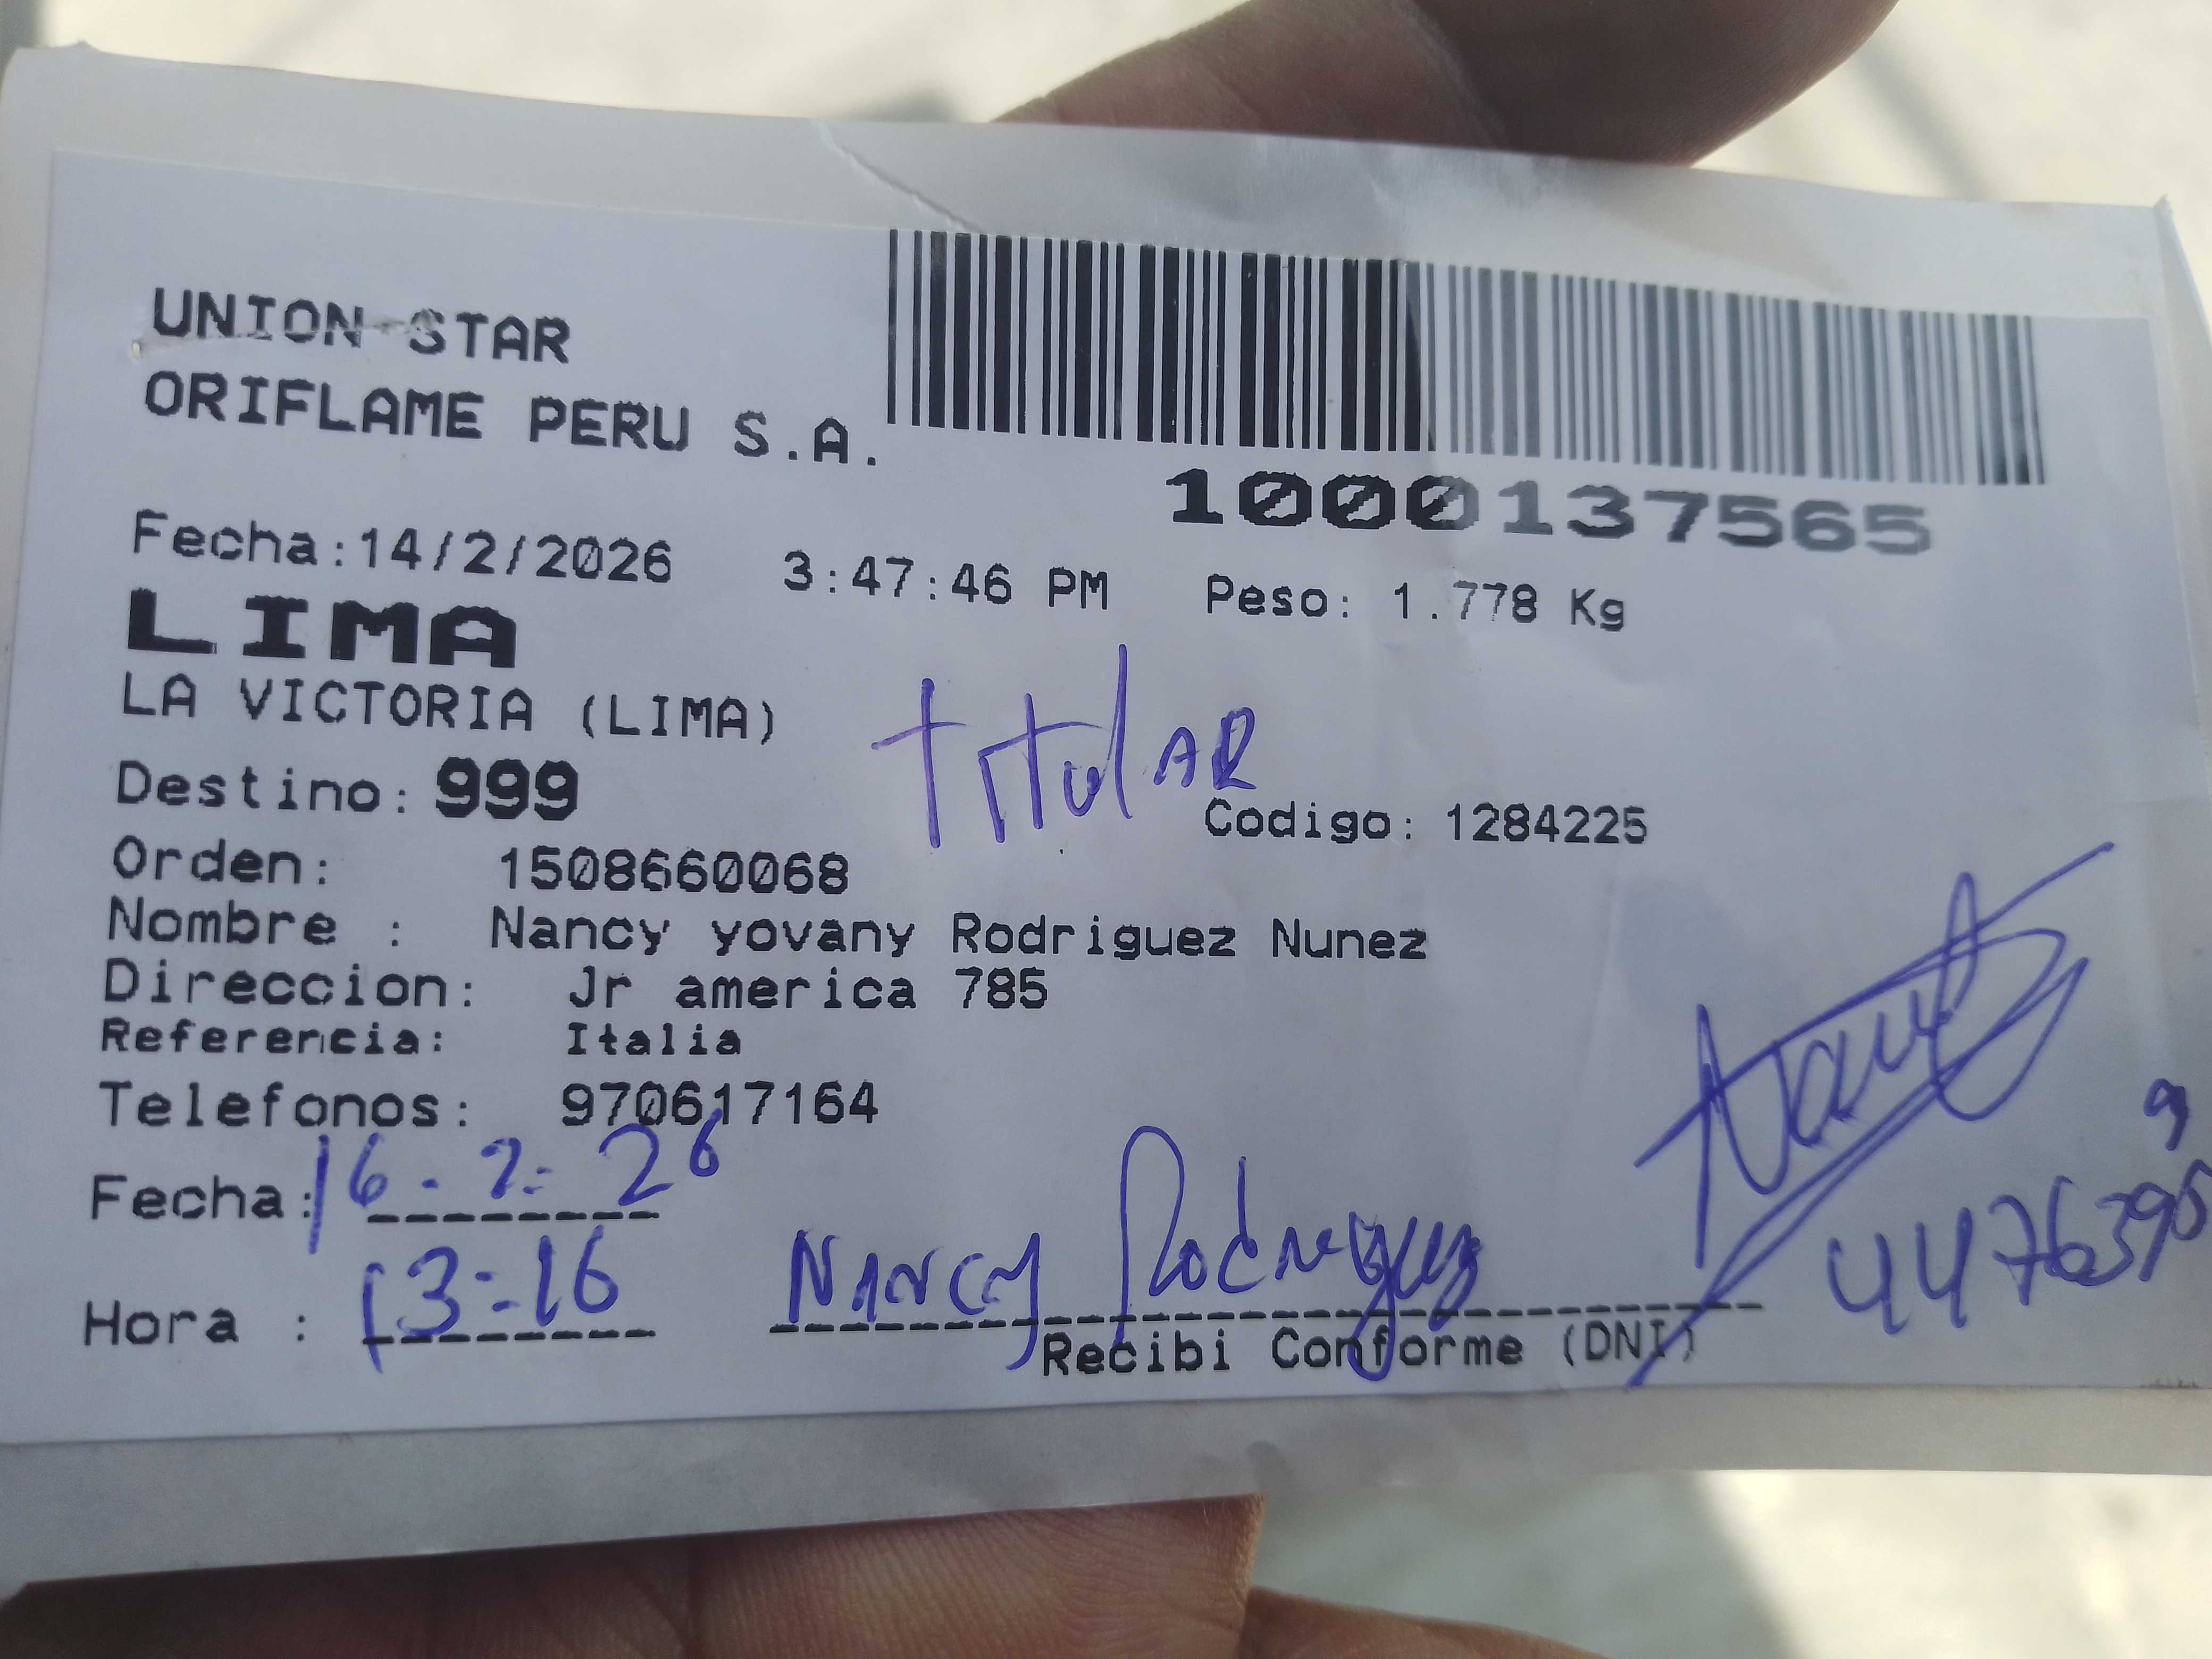 UNION STAR
ORIFLAME PERU S.A.
1000137565
Fecha:14/2/2026 3:47:46 PM Peso: 1.778 Kg
LIMA
LA VICTORIA (LIMA)
TITulAR
Destino: 999
Codigo: 1284225
Orden: 1508660068
Nombre : Nancy yovany Rodriguez Nunez
Direccion: Jr america 785
Referencia: Italia
Telefonos: 970617164
Fecha: 16-2-26
Hora : 13:16
Nancy Rodriguez
Recibi Conforme (DNI)
4476395
9